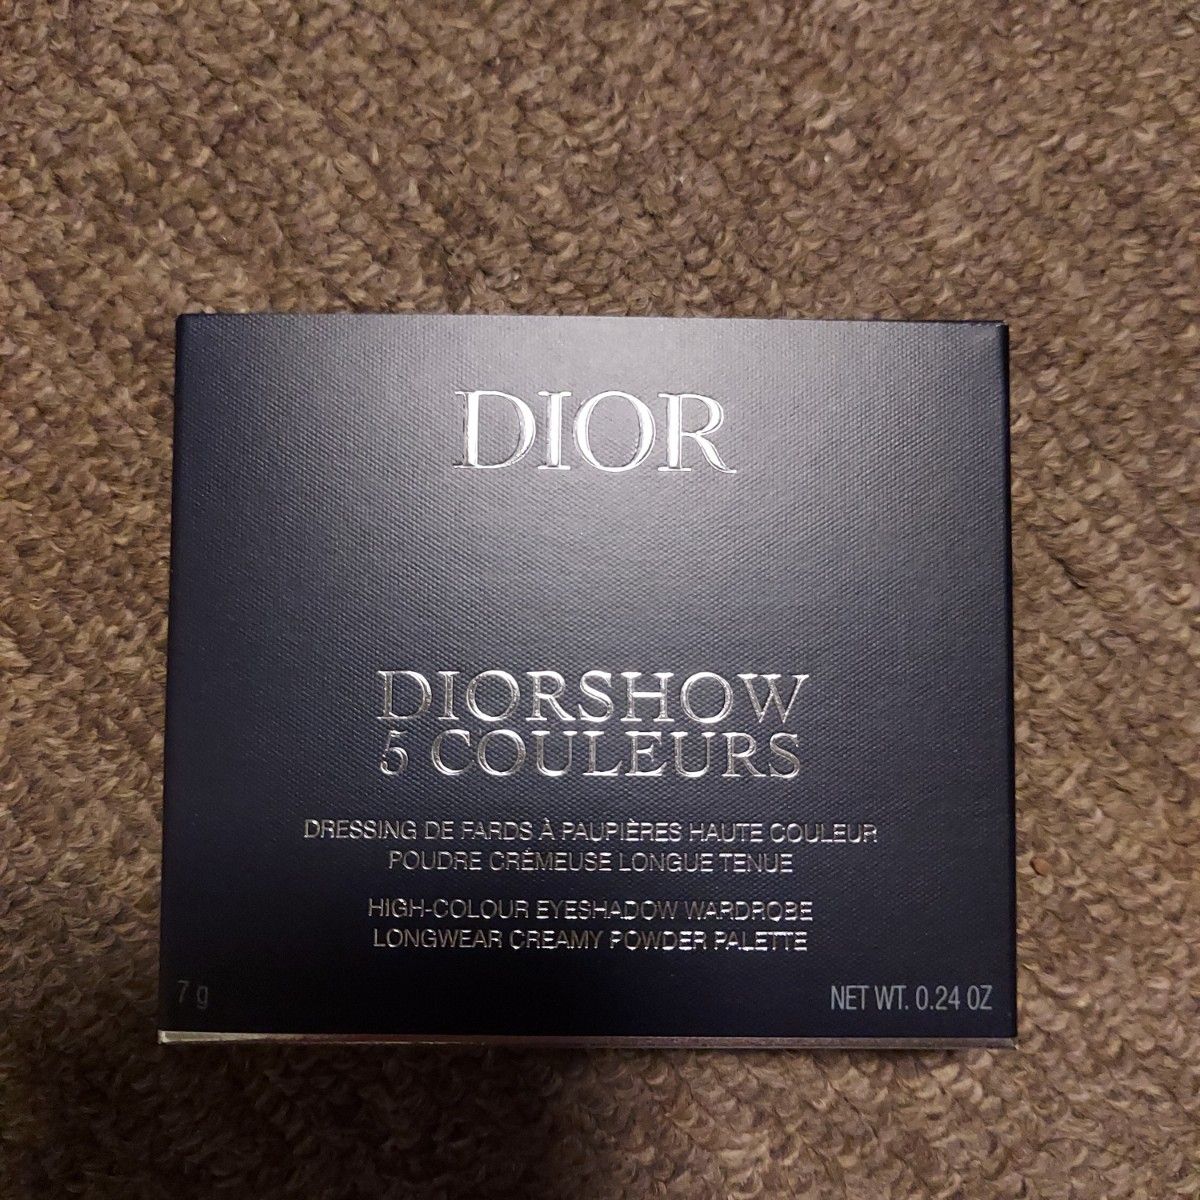 DIOR
DIORSHOW
5 COULEURS
DRESSING DE FARDS À PAUPIÈRES HAUTE COULEUR
POUDRE CRÉMEUSE LONGUE TENUE
HIGH-COLOUR EYESHADOW WARDROBE
LONGWEAR CREAMY POWDER PALETTE
7 g
NET WT. 0.24 OZ